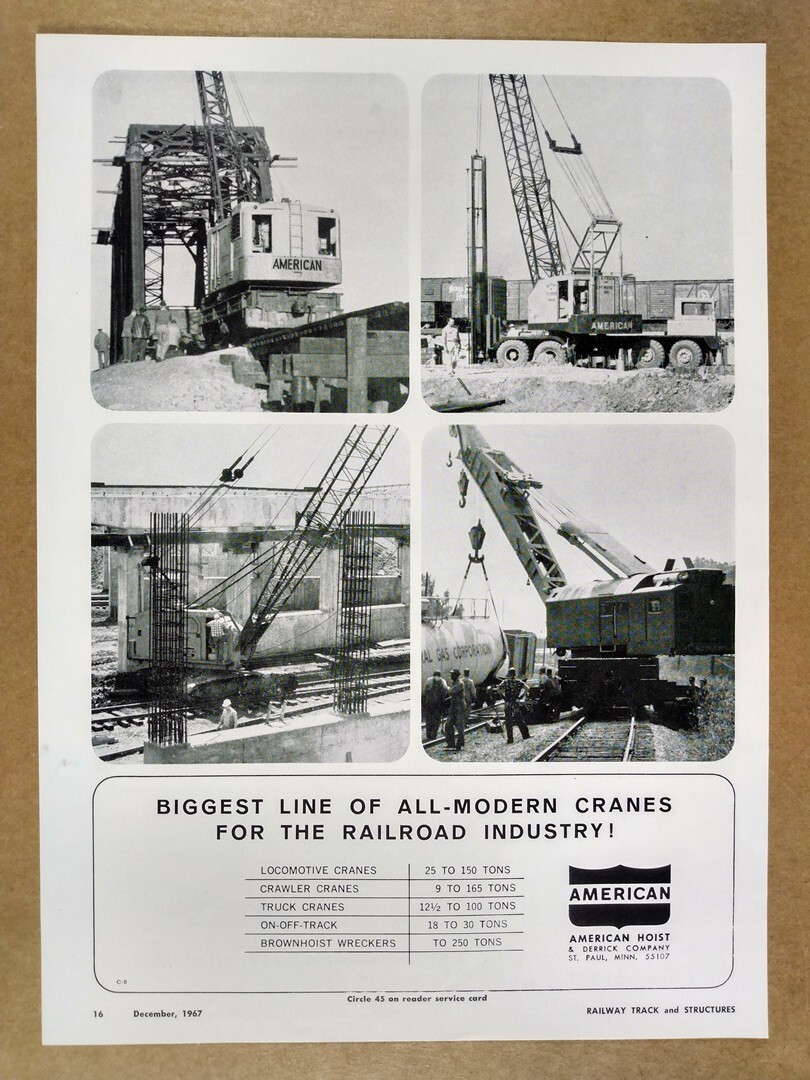 AMERICAN
AMERICAN
AL GAS CORPORATION
BIGGEST LINE OF ALL-MODERN CRANES
FOR THE RAILROAD INDUSTRY!
LOCOMOTIVE CRANES 25 TO 150 TONS
CRAWLER CRANES 9 TO 165 TONS
TRUCK CRANES 12½ TO 100 TONS
ON-OFF-TRACK 18 TO 30 TONS
BROWNHOIST WRECKERS TO 250 TONS
AMERICAN
AMERICAN HOIST
& DERRICK COMPANY
ST. PAUL, MINN. 55107
C-8
Circle 45 on reader service card
16 December, 1967 RAILWAY TRACK and STRUCTURES